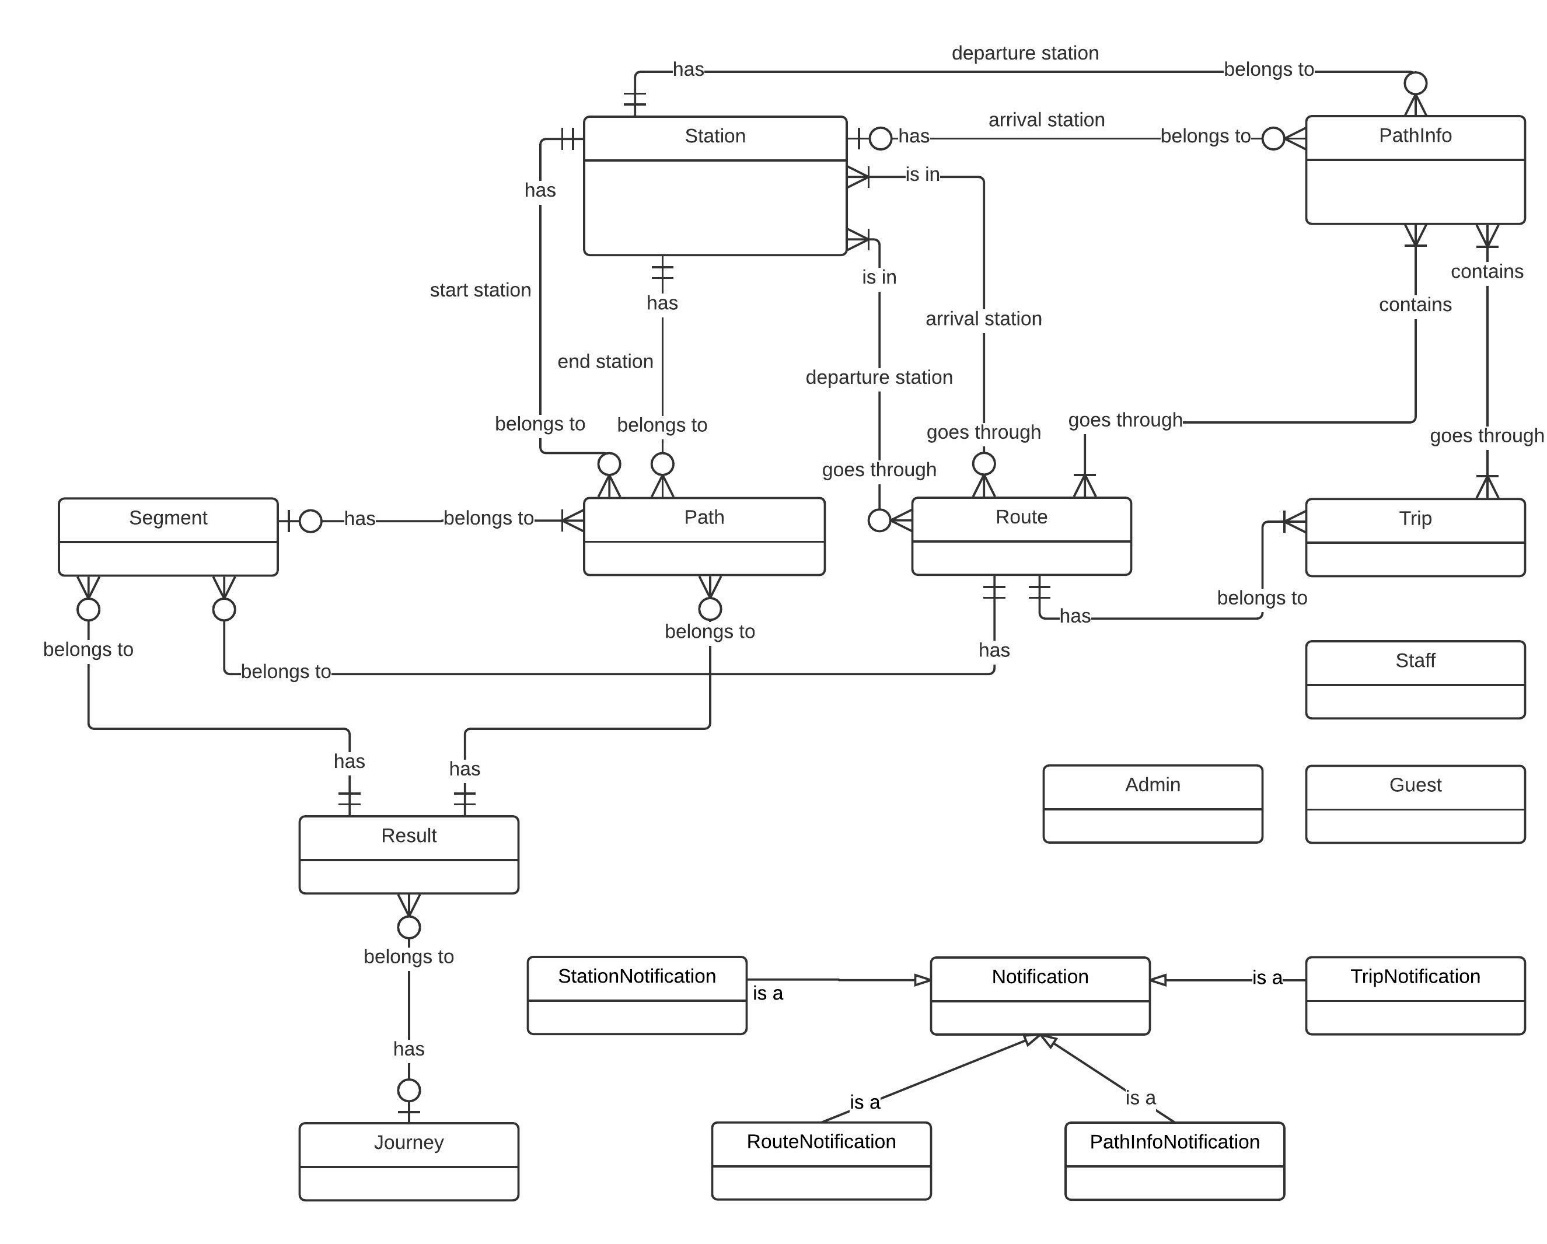 departure station
has
belongs to
arrival station
Station
has
belongs to
PathInfo
is in
has
contains
is in
start station
has
contains
arrival station
end station
departure station
belongs to
belongs to
goes through
goes through
goes through
goes through
Segment
has
belongs to
Path
Route
Trip
belongs to
has
belongs to
belongs to
has
belongs to
Staff
has
has
Admin
Guest
Result
belongs to
StationNotification
is a
Notification
is a
TripNotification
has
is a
is a
Journey
RouteNotification
PathInfoNotification